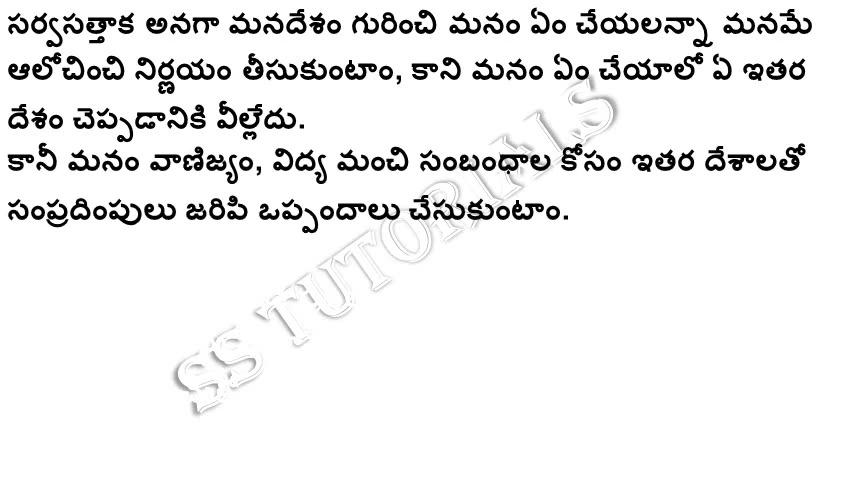 సర్వసత్తాక అనగా మనదేశం గురించి మనం ఏం చేయలన్నా మనమే
ఆలోచించి నిర్ణయం తీసుకుంటాం, కాని మనం ఏం చేయాలో ఏ ఇతర
దేశం చెప్పడానికి వీల్లేదు.
కానీ మనం వాణిజ్యం, విద్య మంచి సంబంధాల కోసం ఇతర దేశాలతో
సంప్రదింపులు జరిపి ఒప్పందాలు చేసుకుంటాం.
SS TUTORIALS